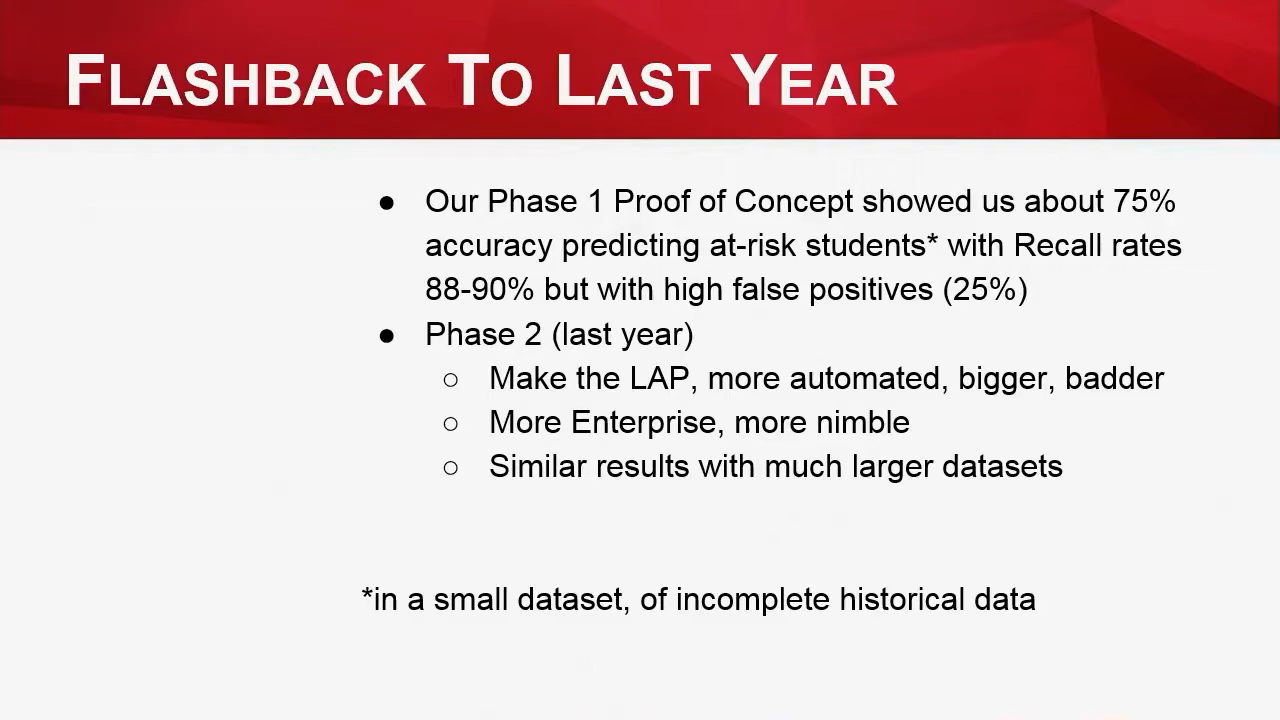 FLASHBACK TO LAST YEAR
● Our Phase 1 Proof of Concept showed us about 75%
accuracy predicting at-risk students* with Recall rates
88-90% but with high false positives (25%)
● Phase 2 (last year)
○ Make the LAP, more automated, bigger, badder
○ More Enterprise, more nimble
○ Similar results with much larger datasets
*in a small dataset, of incomplete historical data